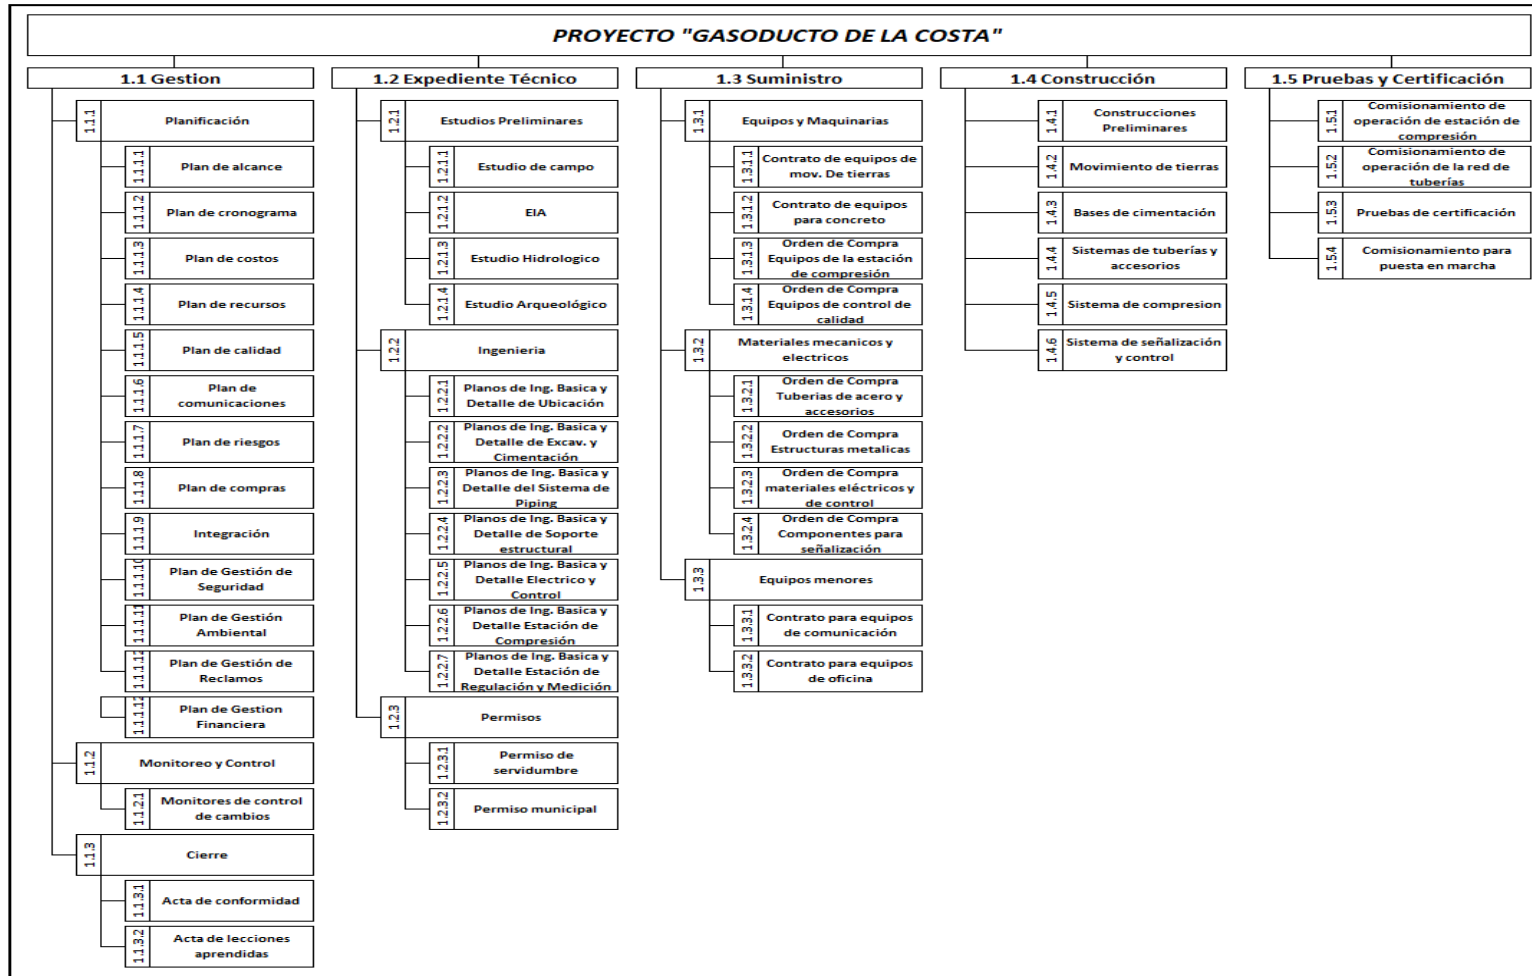 PROYECTO "GASODUCTO DE LA COSTA"
1.1 Gestion
1.1.1
Planificación
1.1.1.1
Plan de alcance
1.1.1.2
Plan de cronograma
1.1.1.3
Plan de costos
1.1.1.4
Plan de recursos
1.1.1.5
Plan de calidad
1.1.1.6
Plan de
comunicaciones
1.1.1.7
Plan de riesgos
1.1.1.8
Plan de compras
1.1.1.9
Integración
1.1.1.10
Plan de Gestión de
Seguridad
1.1.1.11
Plan de Gestión
Ambiental
1.1.1.12
Plan de Gestión de
Reclamos
Plan de Gestion
Financiera
1.1.2
Monitoreo y Control
1.1.2.1
Monitores de control
de cambios
1.1.3
Cierre
1.1.3.1
Acta de conformidad
1.1.3.2
Acta de lecciones
aprendidas
1.2 Expediente Técnico
1.2.1
Estudios Preliminares
1.2.1.1
Estudio de campo
1.2.1.2
EIA
1.2.1.3
Estudio Hidrologico
1.2.1.4
Estudio Arqueológico
1.2.2
Ingenieria
1.2.2.1
Planos de Ing. Basica y
Detalle de Ubicación
1.2.2.2
Planos de Ing. Basica y
Detalle de Excav. y
Cimentación
1.2.2.3
Planos de Ing. Basica y
Detalle del Sistema de
Piping
1.2.2.4
Planos de Ing. Basica y
Detalle de Soporte
estructural
1.2.2.5
Planos de Ing. Basica y
Detalle Electrico y
Control
1.2.2.6
Planos de Ing. Basica y
Detalle Estación de
Compresión
1.2.2.7
Planos de Ing. Basica y
Detalle Estación de
Regulación y Medición
1.2.3
Permisos
1.2.3.1
Permiso de
servidumbre
1.2.3.2
Permiso municipal
1.3 Suministro
1.3.1
Equipos y Maquinarias
1.3.1.1
Contrato de equipos de
mov. De tierras
1.3.1.2
Contrato de equipos
para concreto
1.3.1.3
Orden de Compra
Equipos de la estación
de compresión
1.3.1.4
Orden de Compra
Equipos de control de
calidad
1.3.2
Materiales mecanicos y
electricos
1.3.2.1
Orden de Compra
Tuberias de acero y
accesorios
1.3.2.2
Orden de Compra
Estructuras metalicas
1.3.2.3
Orden de Compra
materiales eléctricos y
de control
1.3.2.4
Orden de Compra
Componentes para
señalización
1.3.3
Equipos menores
1.3.3.1
Contrato para equipos
de comunicación
1.3.3.2
Contrato para equipos
de oficina
1.4 Construcción
1.4.1
Construcciones
Preliminares
1.4.2
Movimiento de tierras
1.4.3
Bases de cimentación
1.4.4
Sistemas de tuberías y
accesorios
1.4.5
Sistema de compresion
1.4.6
Sistema de señalización
y control
1.5 Pruebas y Certificación
1.5.1
Comisionamiento de
operación de estación de
compresión
1.5.2
Comisionamiento de
operación de la red de
tuberías
1.5.3
Pruebas de certificación
1.5.4
Comisionamiento para
puesta en marcha